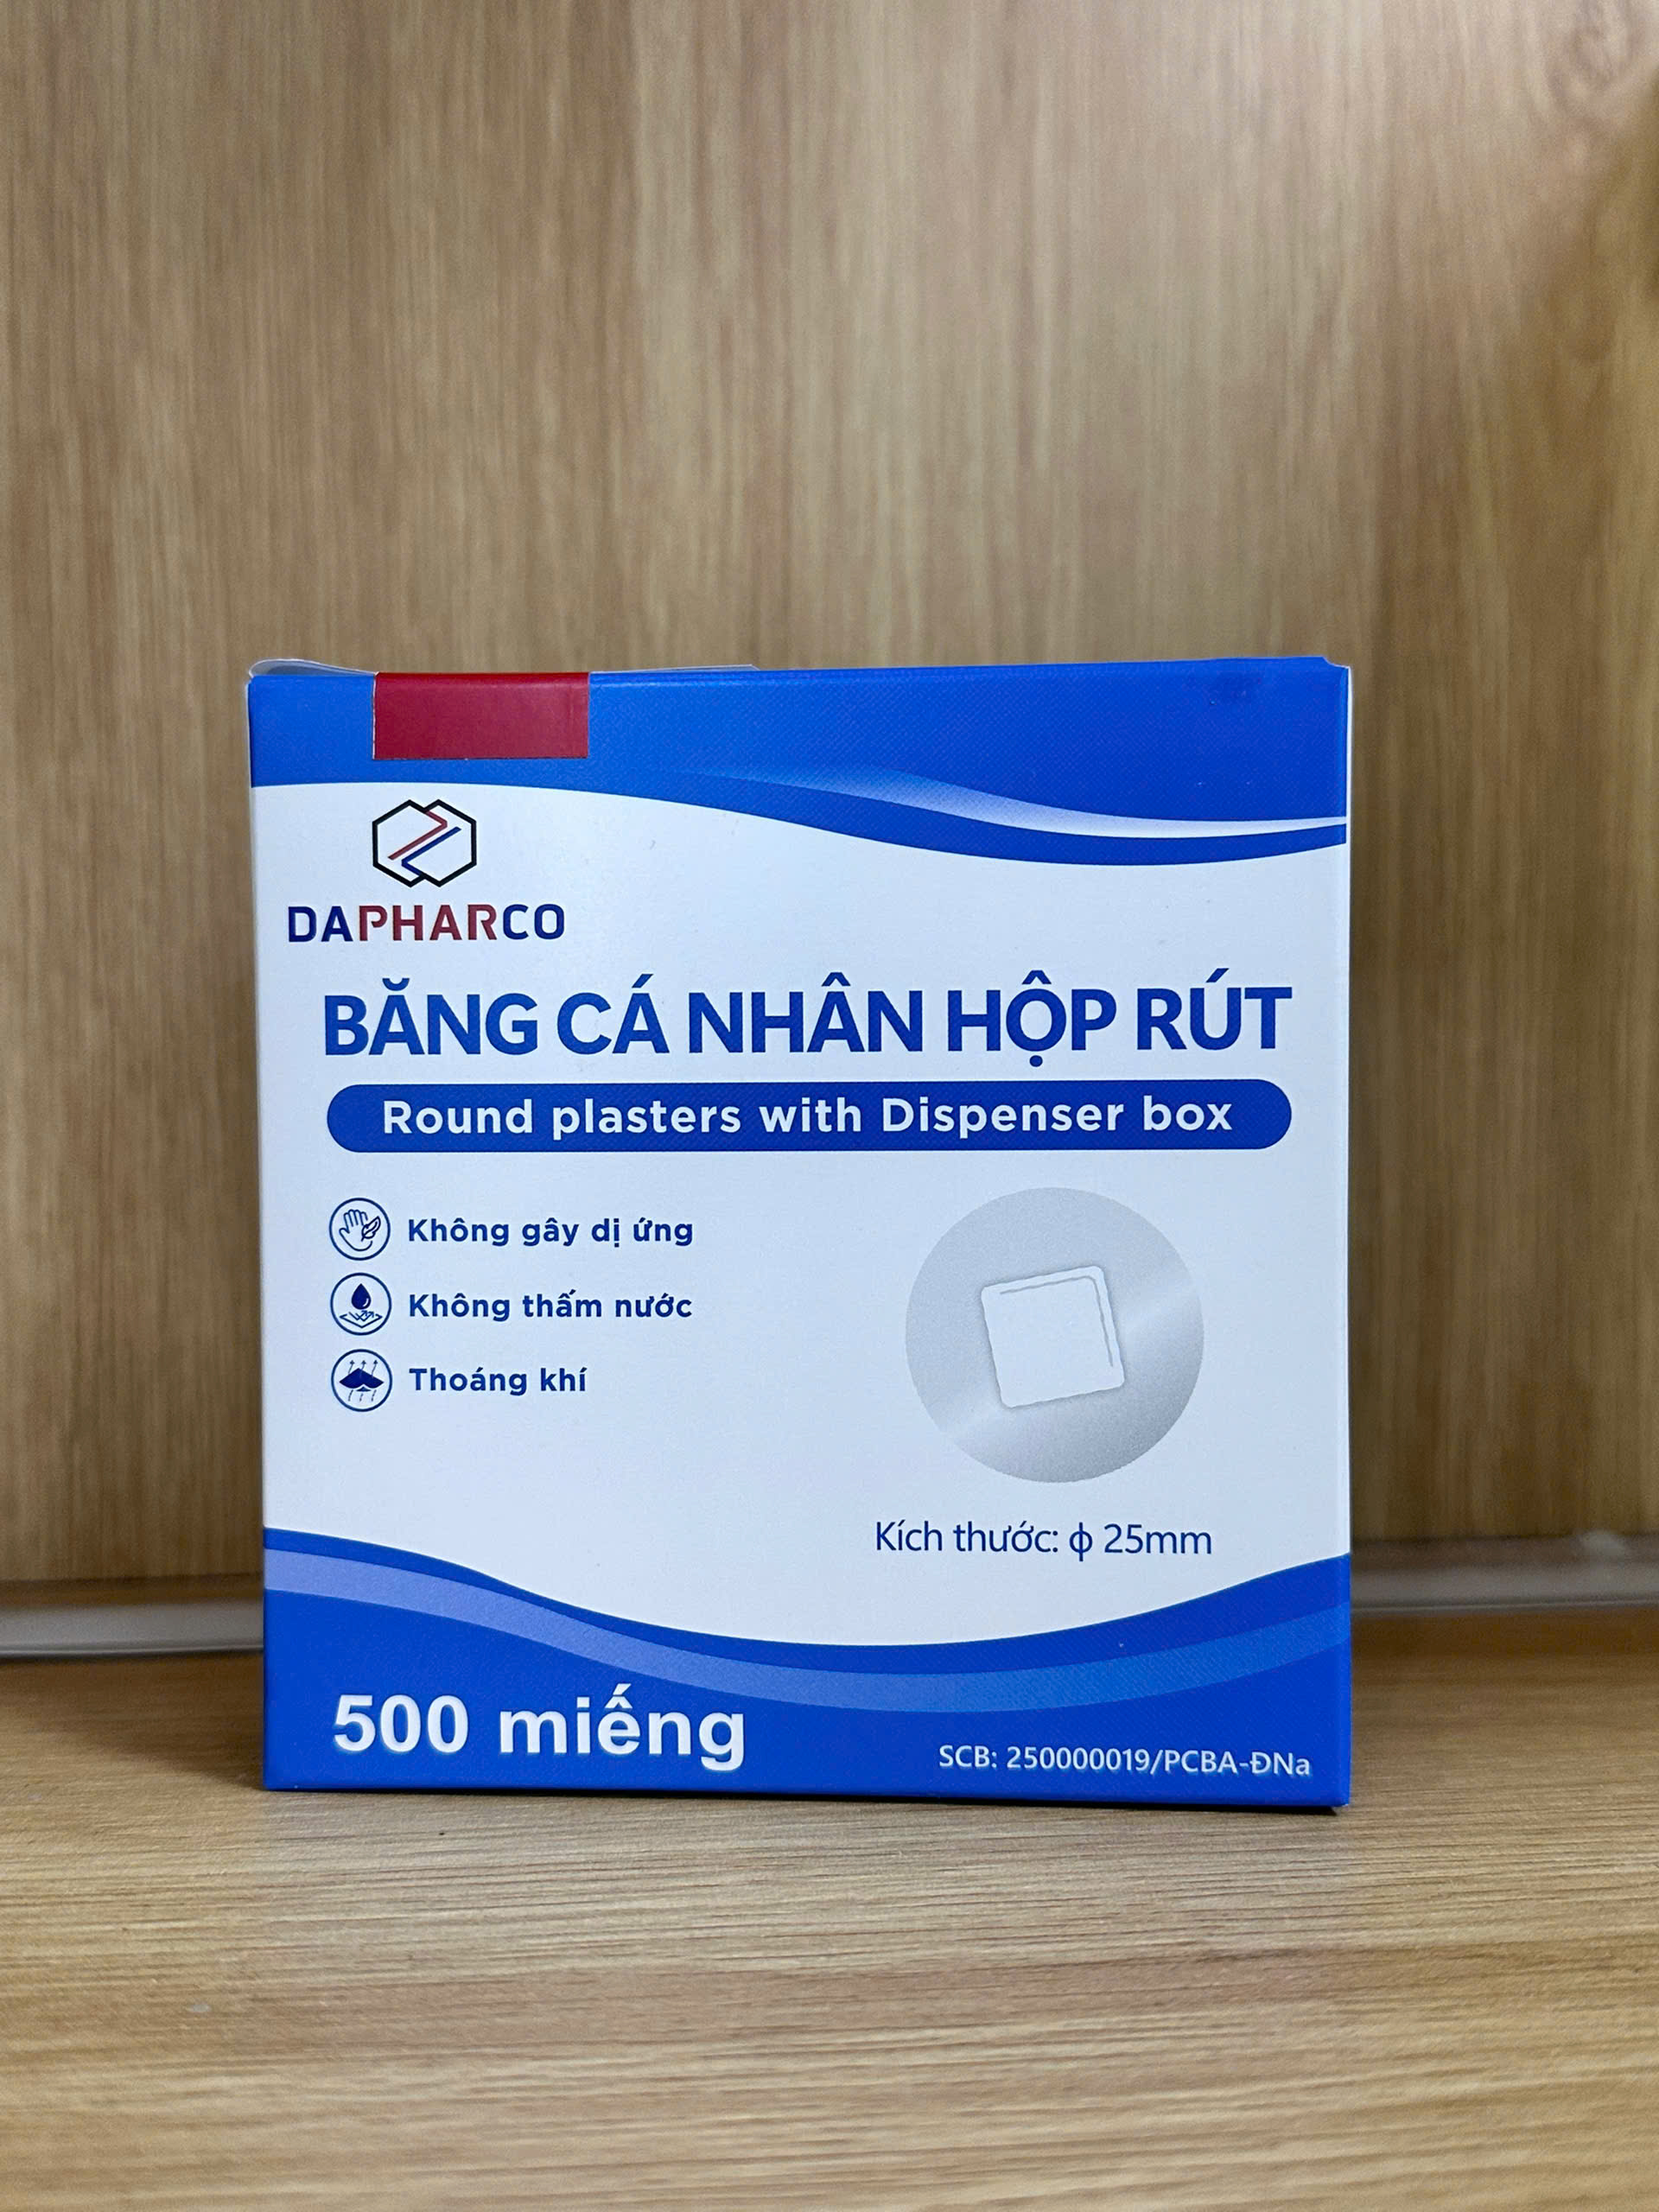 DAPHARCO
BĂNG CÁ NHÂN HỘP RÚT
Round plasters with Dispenser box
Không gây dị ứng
Không thấm nước
Thoáng khí
Kích thước: ϕ 25mm
500 miếng
SCB: 250000019/PCBA-ĐNa